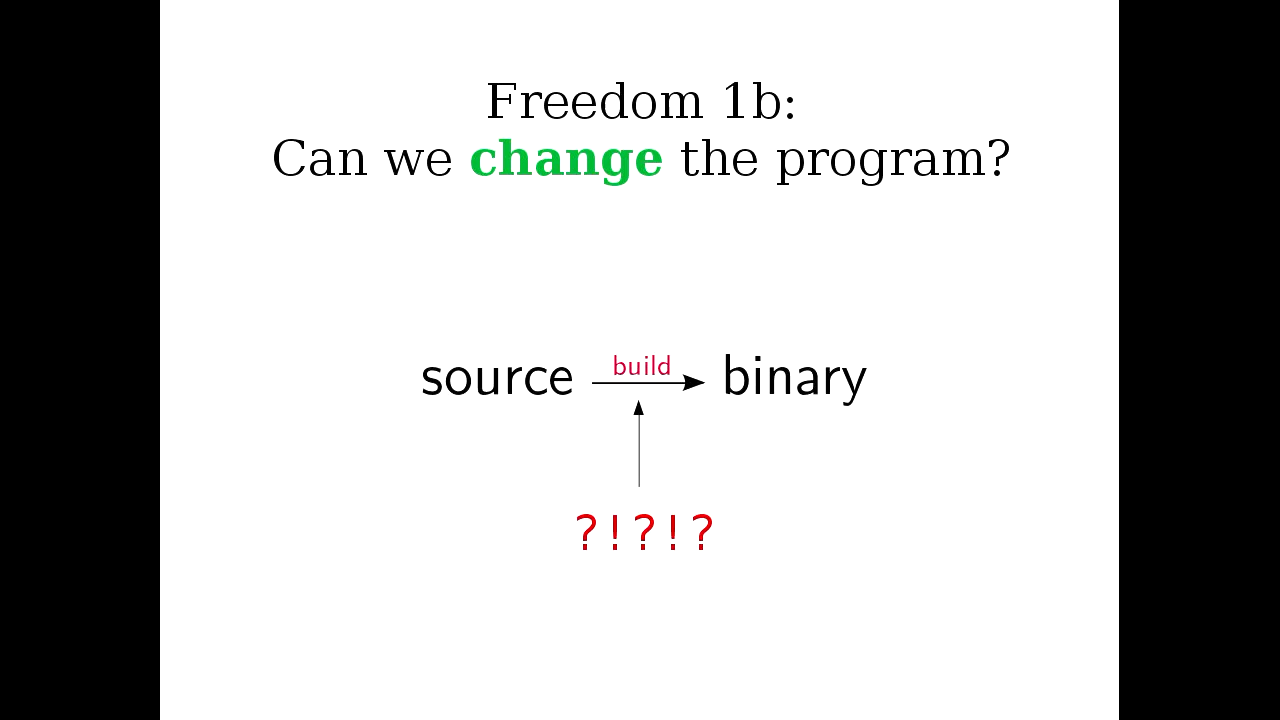 Freedom 1b:
Can we change the program?
build
source binary
?!?!?